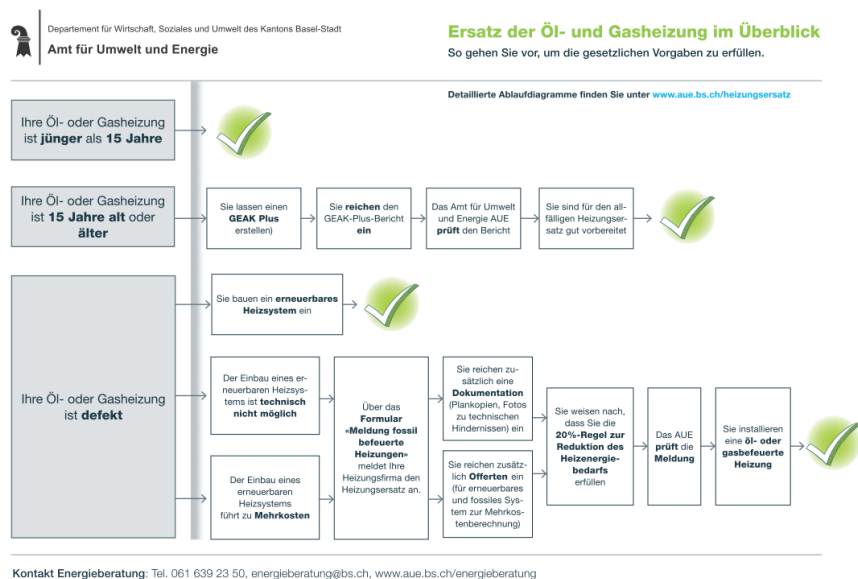 Departement für Wirtschaft, Soziales und Umwelt des Kantons Basel-Stadt
Amt für Umwelt und Energie
Ersatz der Öl- und Gasheizung im Überblick
So gehen Sie vor, um die gesetzlichen Vorgaben zu erfüllen.
Detaillierte Ablaufdiagramme finden Sie unter www.aue.bs.ch/heizungsersatz
Ihre Öl- oder Gasheizung
ist jünger als 15 Jahre
Ihre Öl- oder Gasheizung
ist 15 Jahre alt oder
älter
Sie lassen einen
GEAK Plus
erstellen)
Sie reichen den
GEAK-Plus-Bericht
ein
Das Amt für Umwelt
und Energie AUE
prüft den Bericht
Sie sind für den all-
fälligen Heizungser-
satz gut vorbereitet
Ihre Öl- oder Gasheizung
ist defekt
Sie bauen ein erneuerbares
Heizsystem ein
Der Einbau eines er-
neuerbaren Heizsys-
tems ist technisch
nicht möglich
Der Einbau eines
erneuerbaren
Heizsystems
führt zu Mehrkosten
Über das
Formular
«Meldung fossil
befeuerte
Heizungen»
meldet Ihre
Heizungsfirma den
Heizungsersatz an.
Sie reichen zu-
sätzlich eine
Dokumentation
(Plankopien, Fotos
zu technischen
Hindernissen) ein
Sie reichen zusätz-
lich Offerten ein
(für erneuerbares
und fossiles Sys-
tem zur Mehrkos-
tenberechnung)
Sie weisen nach,
dass Sie die
20%-Regel zur
Reduktion des
Heizenergie-
bedarfs
erfüllen
Das AUE
prüft die
Meldung
Sie installieren
eine öl- oder
gasbefeuerte
Heizung
Kontakt Energieberatung: Tel. 061 639 23 50, energieberatung@bs.ch, www.aue.bs.ch/energieberatung